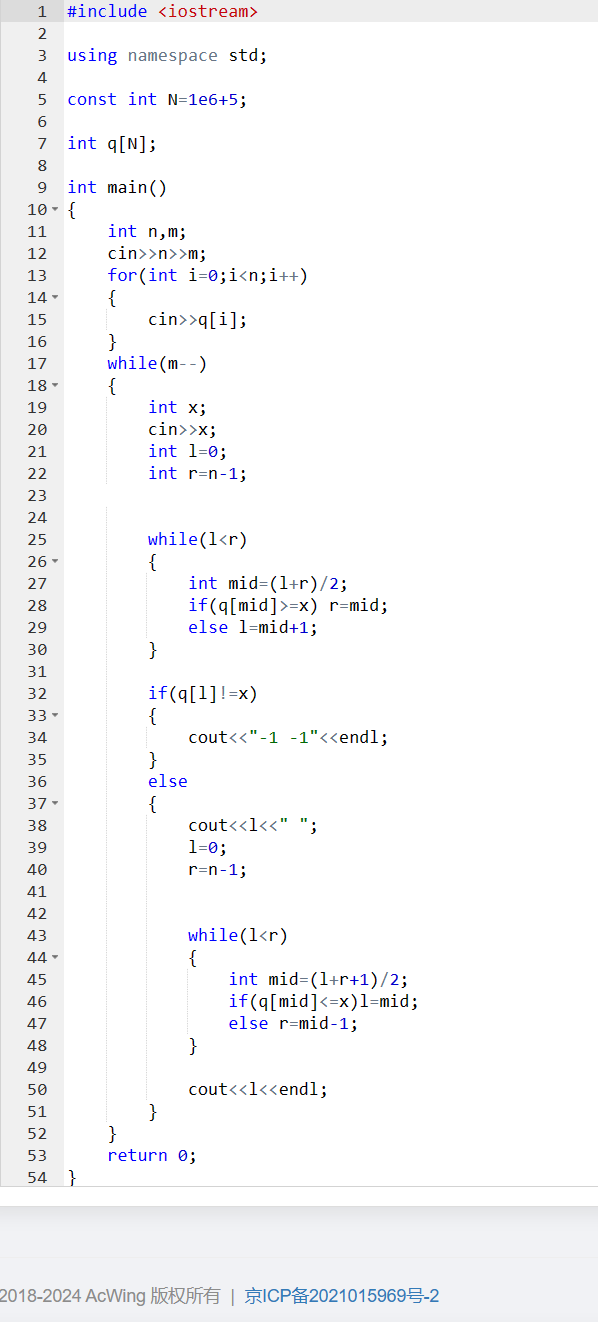 1 #include <iostream>
2
3 using namespace std;
4
5 const int N=1e6+5;
6
7 int q[N];
8
9 int main()
10 {
11 int n,m;
12 cin>>n>>m;
13 for(int i=0;i<n;i++)
14 {
15 cin>>q[i];
16 }
17 while(m--)
18 {
19 int x;
20 cin>>x;
21 int l=0;
22 int r=n-1;
23
24
25 while(l<r)
26 {
27 int mid=(l+r)/2;
28 if(q[mid]>=x) r=mid;
29 else l=mid+1;
30 }
31
32 if(q[l]!=x)
33 {
34 cout<<"-1 -1"<<endl;
35 }
36 else
37 {
38 cout<<l<<" ";
39 l=0;
40 r=n-1;
41
42
43 while(l<r)
44 {
45 int mid=(l+r+1)/2;
46 if(q[mid]<=x)l=mid;
47 else r=mid-1;
48 }
49
50 cout<<l<<endl;
51 }
52 }
53 return 0;
54 }
2018-2024 AcWing 版权所有 | 京ICP备2021015969号-2